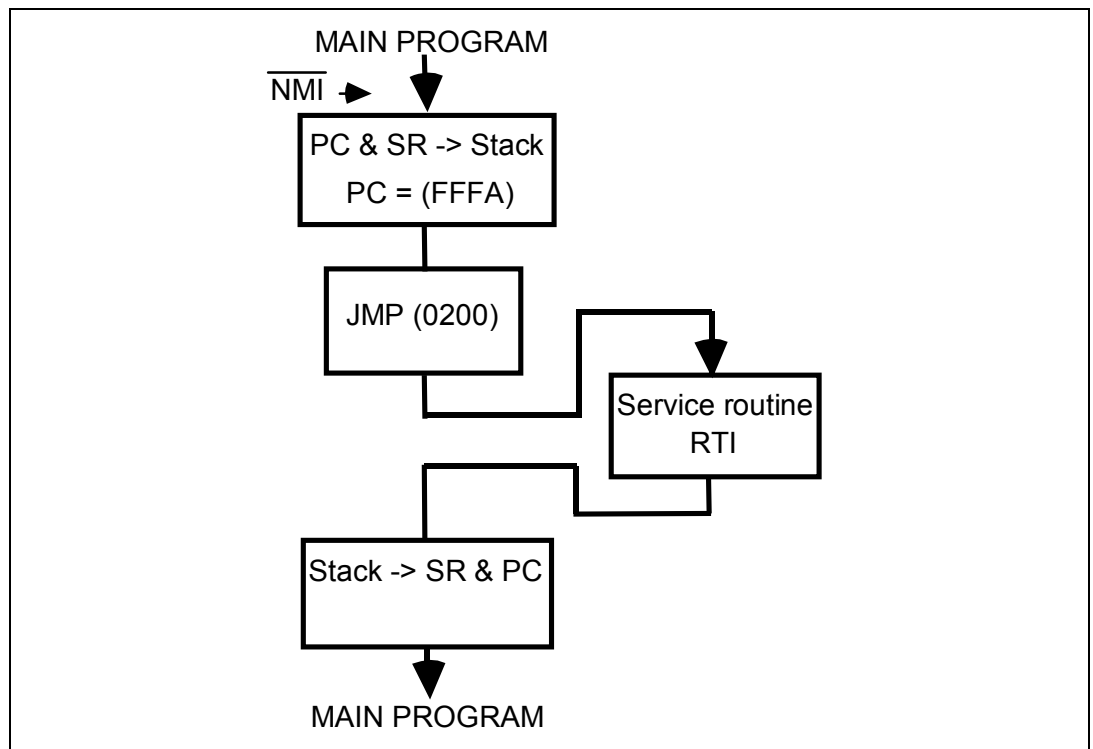 MAIN PROGRAM
NMI
PC & SR -> Stack
PC = (FFFA)
JMP (0200)
Service routine
RTI
Stack -> SR & PC
MAIN PROGRAM